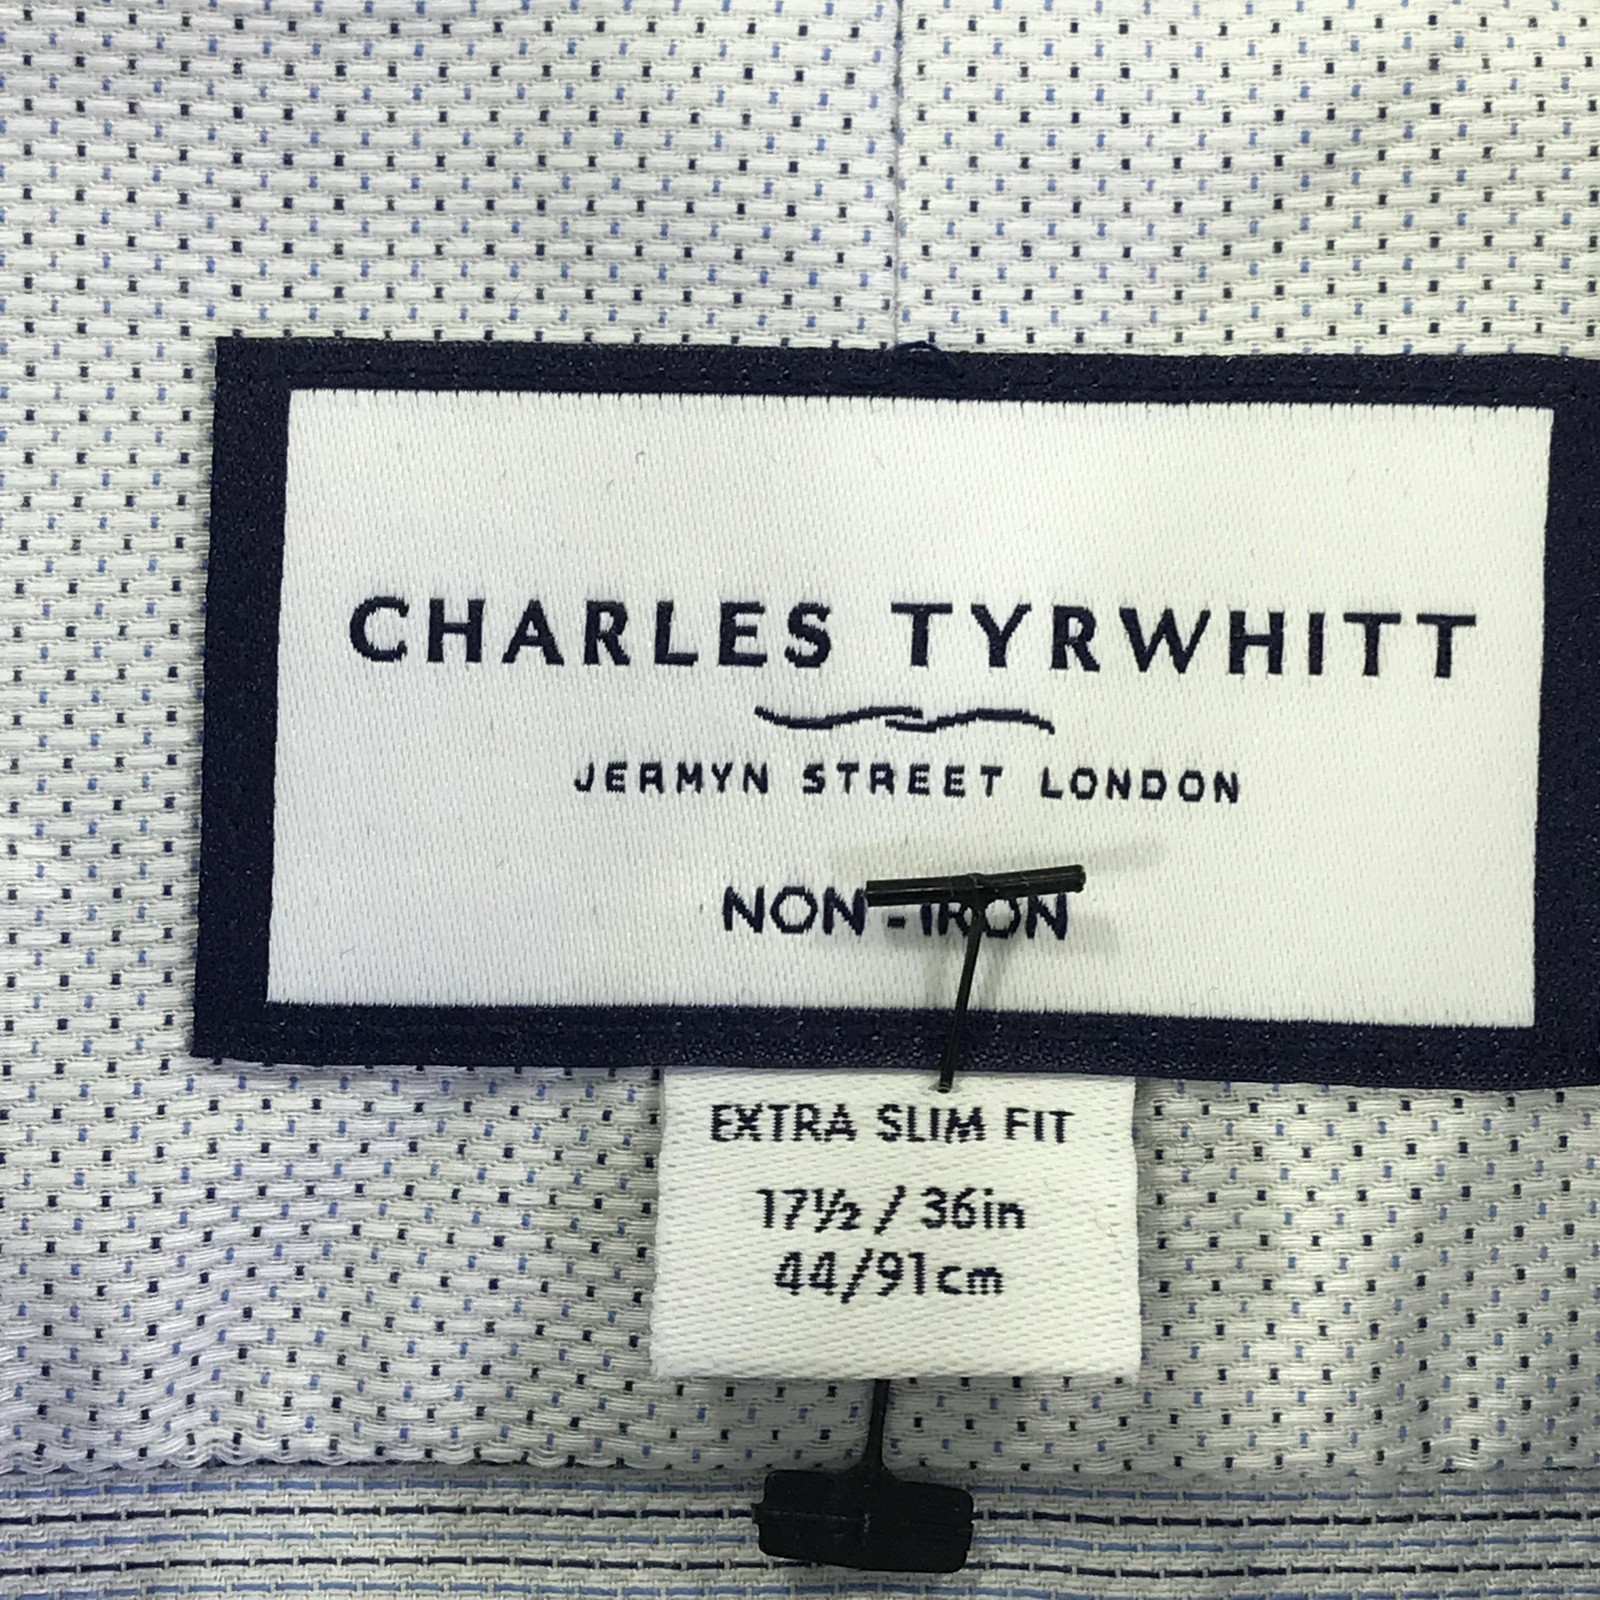 CHARLES TYRWHITT
JERMYN STREET LONDON
NON-IRON
EXTRA SLIM FIT
17½ / 36in
44/91cm